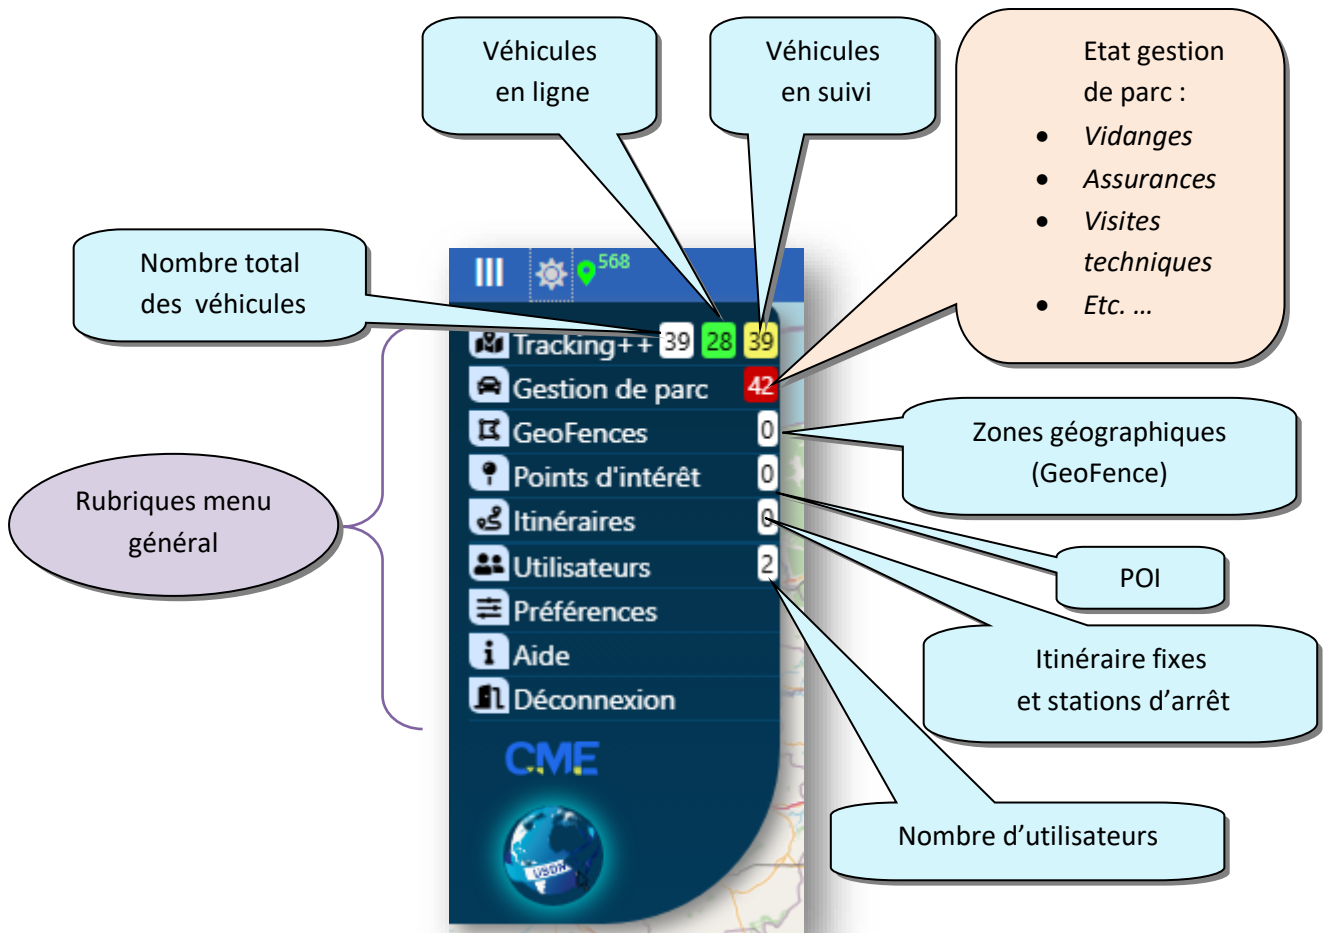 Véhicules
en ligne
Véhicules
en suivi
Etat gestion
de parc :
• Vidanges
• Assurances
• Visites
techniques
• Etc. ...
Nombre total
des véhicules
568
Tracking++ 39 28 39
Gestion de parc 42
GeoFences 0
Points d'intérêt 0
Itinéraires 0
Utilisateurs 2
Préférences
Aide
Déconnexion
CME
Zones géographiques
(GeoFence)
Rubriques menu
général
POI
Itinéraire fixes
et stations d’arrêt
Nombre d’utilisateurs